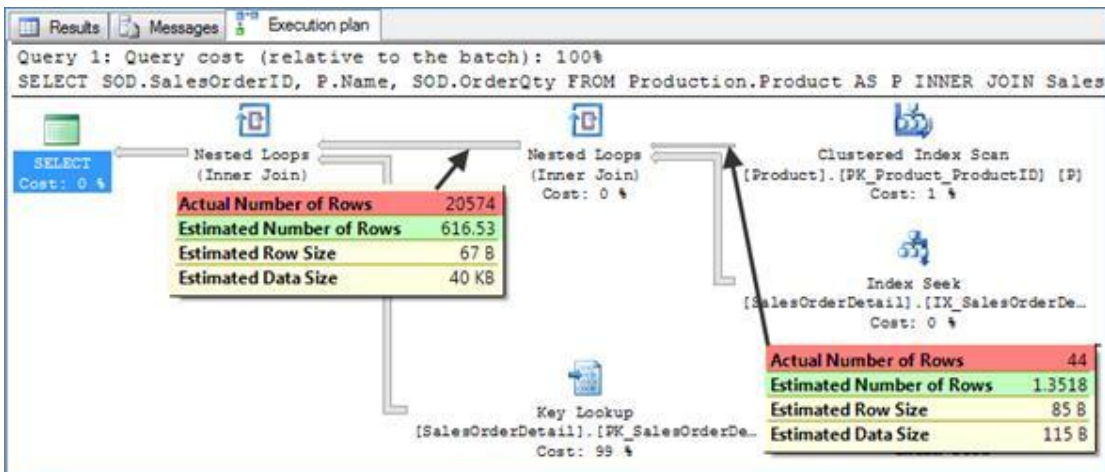 Results Messages Execution plan
Query 1: Query cost (relative to the batch): 100%
SELECT SOD.SalesOrderID, P.Name, SOD.OrderQty FROM Production.Product AS P INNER JOIN Sales
SELECT
Cost: 0 %
Nested Loops
(Inner Join)
Nested Loops
(Inner Join)
Cost: 0 %
Clustered Index Scan
[Product].[PK_Product_ProductID] [P]
Cost: 1 %
Actual Number of Rows 20574
Estimated Number of Rows 616.53
Estimated Row Size 67 B
Estimated Data Size 40 KB
Index Seek
[SalesOrderDetail].[IX_SalesOrderDe…
Cost: 0 %
Actual Number of Rows 44
Estimated Number of Rows 1.3518
Estimated Row Size 85 B
Estimated Data Size 115 B
Key Lookup
[SalesOrderDetail].[PK_SalesOrderDe…
Cost: 99 %